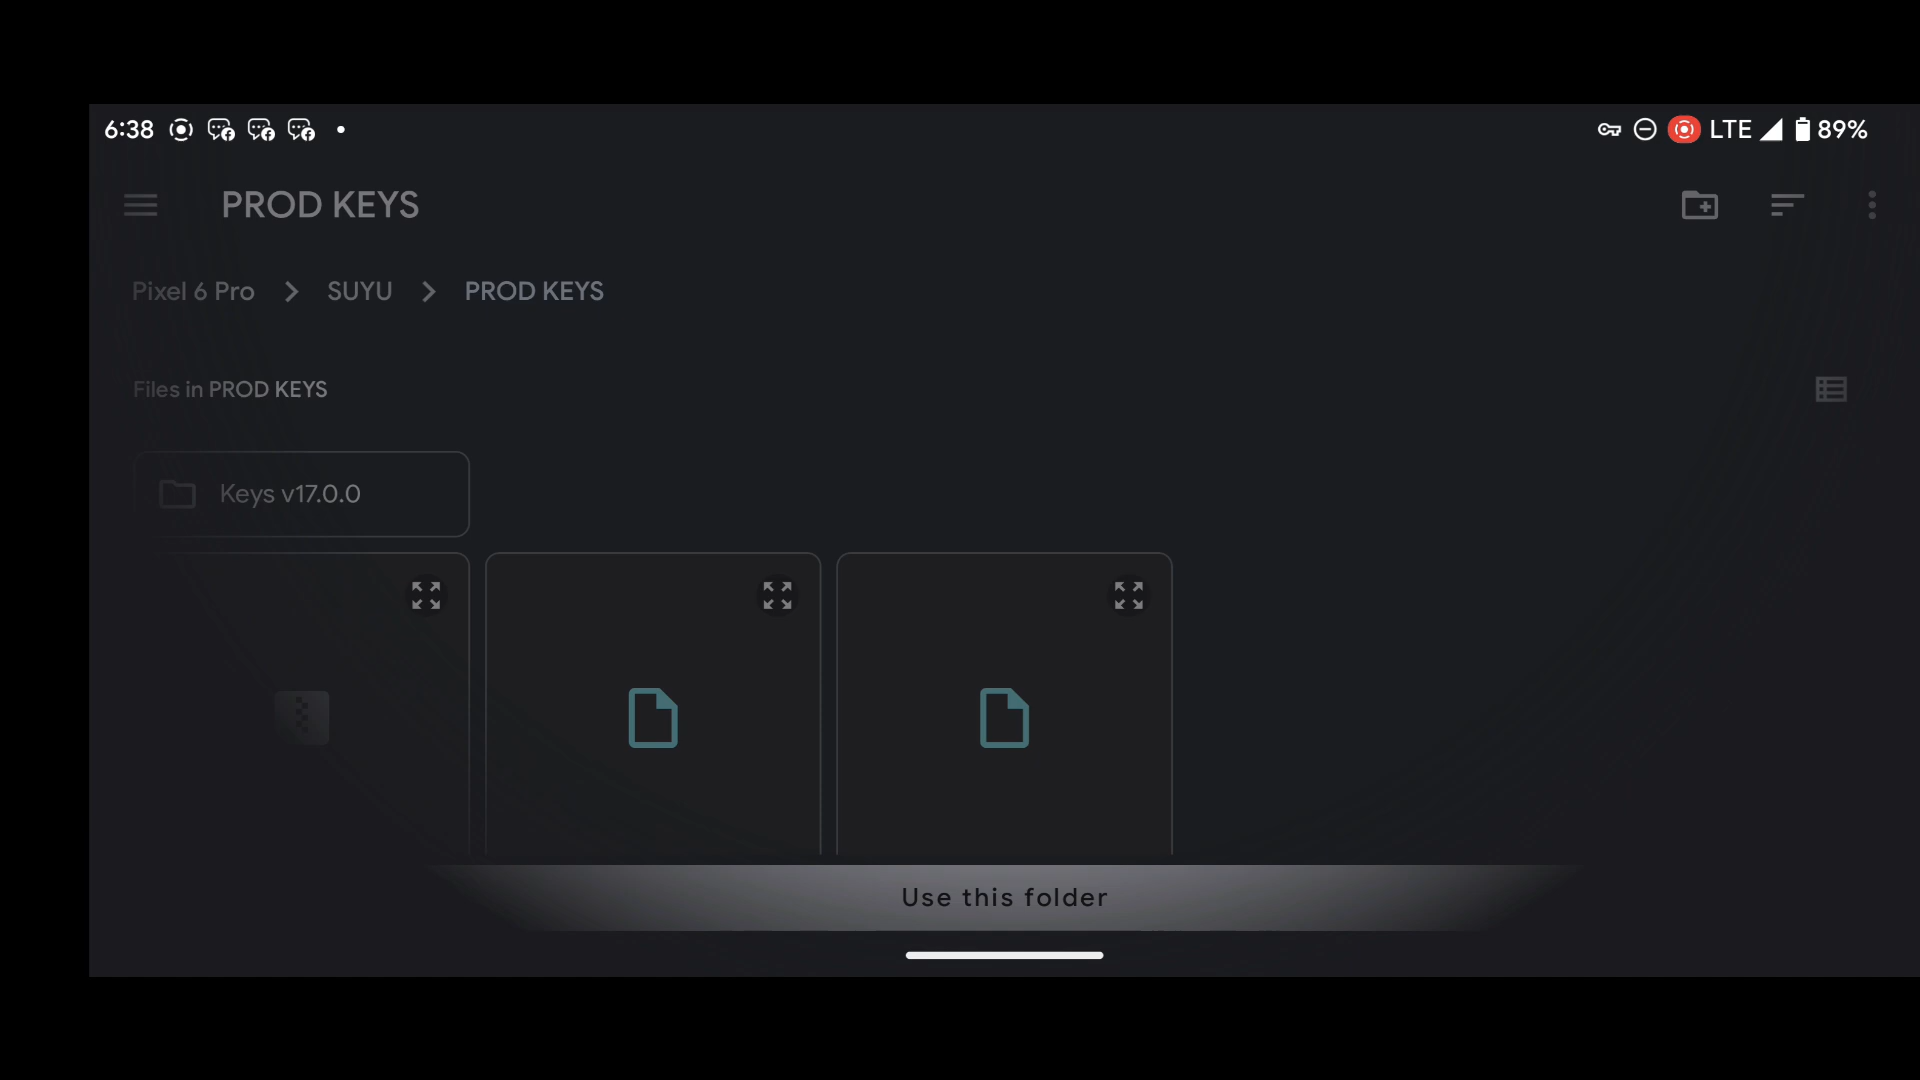 6:38 LTE 89%
PROD KEYS
Pixel 6 Pro SUYU PROD KEYS
Files in PROD KEYS
Keys v17.0.0
Use this folder